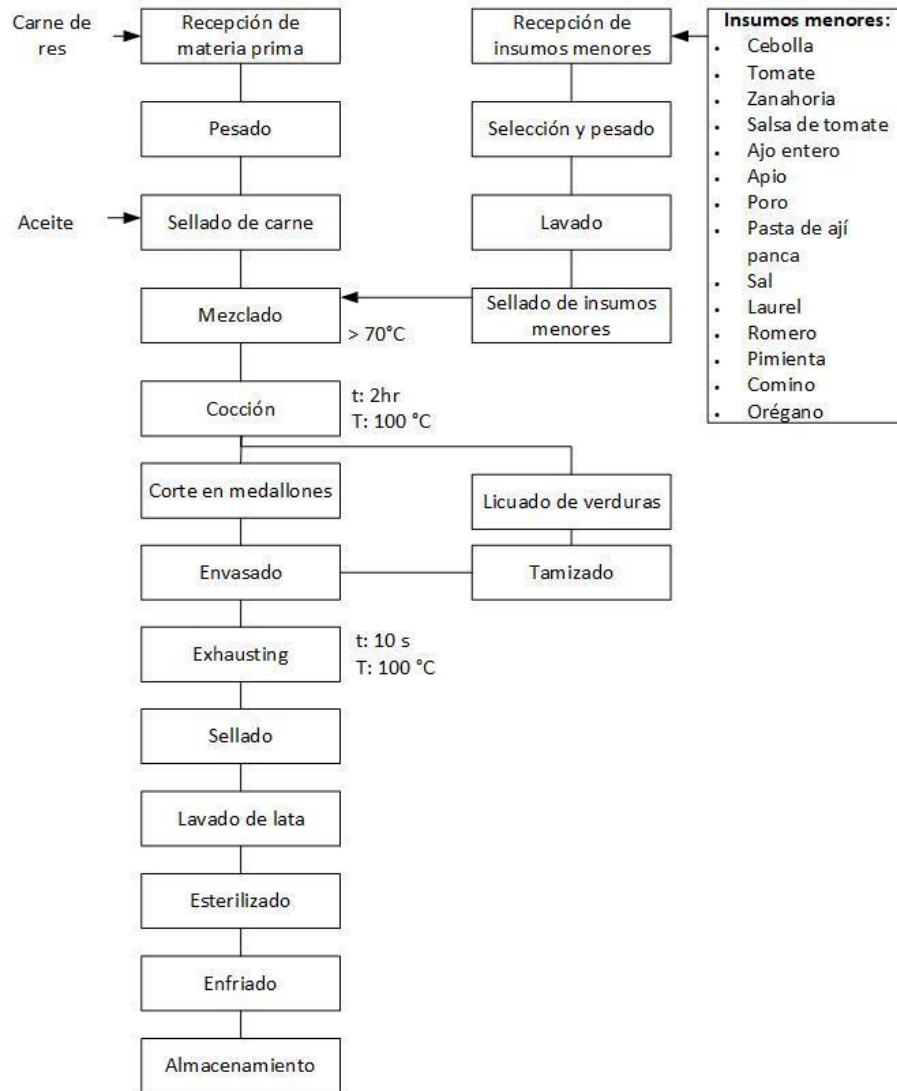 Carne de
res
Recepción de
materia prima
Recepción de
insumos menores
Insumos menores:
• Cebolla
• Tomate
• Zanahoria
• Salsa de tomate
• Ajo entero
• Apio
• Poro
• Pasta de ají
panca
• Sal
• Laurel
• Romero
• Pimienta
• Comino
• Orégano
Pesado
Selección y pesado
Aceite
Sellado de carne
Lavado
Mezclado
> 70°C
Sellado de insumos
menores
Cocción
t: 2hr
T: 100 °C
Corte en medallones
Licuado de verduras
Envasado
Tamizado
Exhausting
t: 10 s
T: 100 °C
Sellado
Lavado de lata
Esterilizado
Enfriado
Almacenamiento